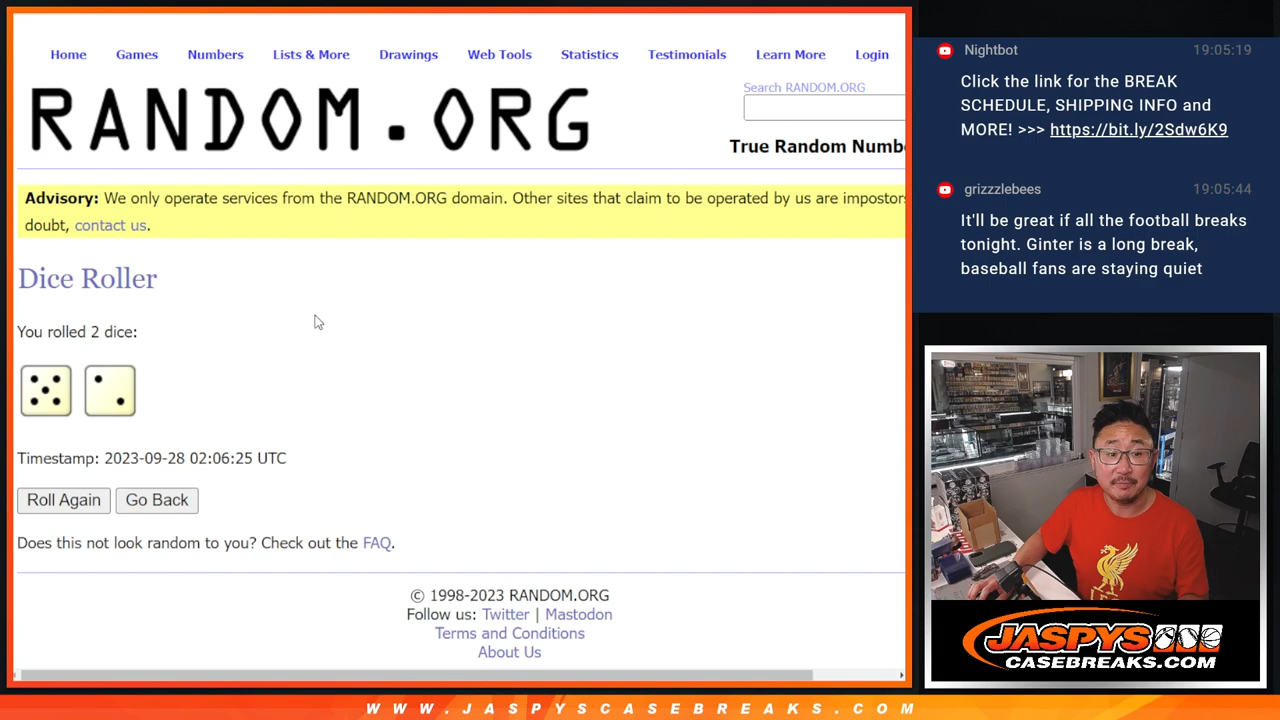 Home Games Numbers Lists & More Drawings Web Tools Statistics Testimonials Learn More Login
RANDOM.ORG
Search RANDOM.ORG
True Random Numb
Advisory: We only operate services from the RANDOM.ORG domain. Other sites that claim to be operated by us are impostors
doubt, contact us.
Dice Roller
You rolled 2 dice:
Timestamp: 2023-09-28 02:06:25 UTC
Roll Again Go Back
Does this not look random to you? Check out the FAQ.
© 1998-2023 RANDOM.ORG
Follow us: Twitter | Mastodon
Terms and Conditions
About Us
Nightbot 19:05:19
Click the link for the BREAK
SCHEDULE, SHIPPING INFO and
MORE! >>> https://bit.ly/2Sdw6K9
grizzzlebees 19:05:44
It'll be great if all the football breaks
tonight. Ginter is a long break,
baseball fans are staying quiet
JASPYS
CASEBREAKS.COM
WWW.JASPYSCASEBREAKS.COM